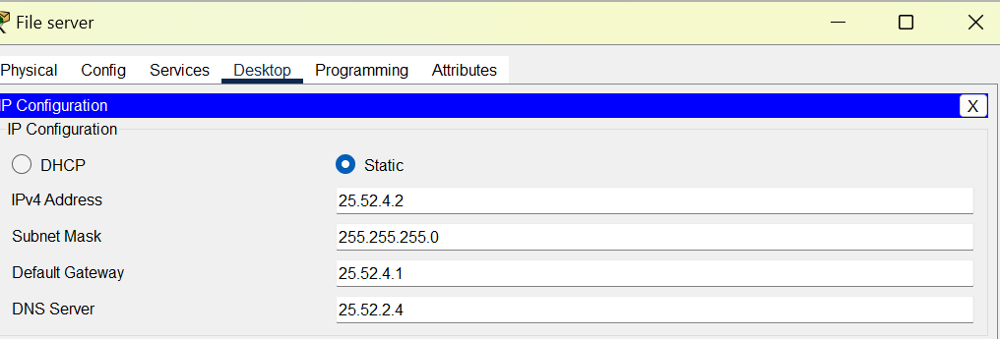 File server
Physical Config Services Desktop Programming Attributes
IP Configuration X
IP Configuration
DHCP Static
IPv4 Address 25.52.4.2
Subnet Mask 255.255.255.0
Default Gateway 25.52.4.1
DNS Server 25.52.2.4